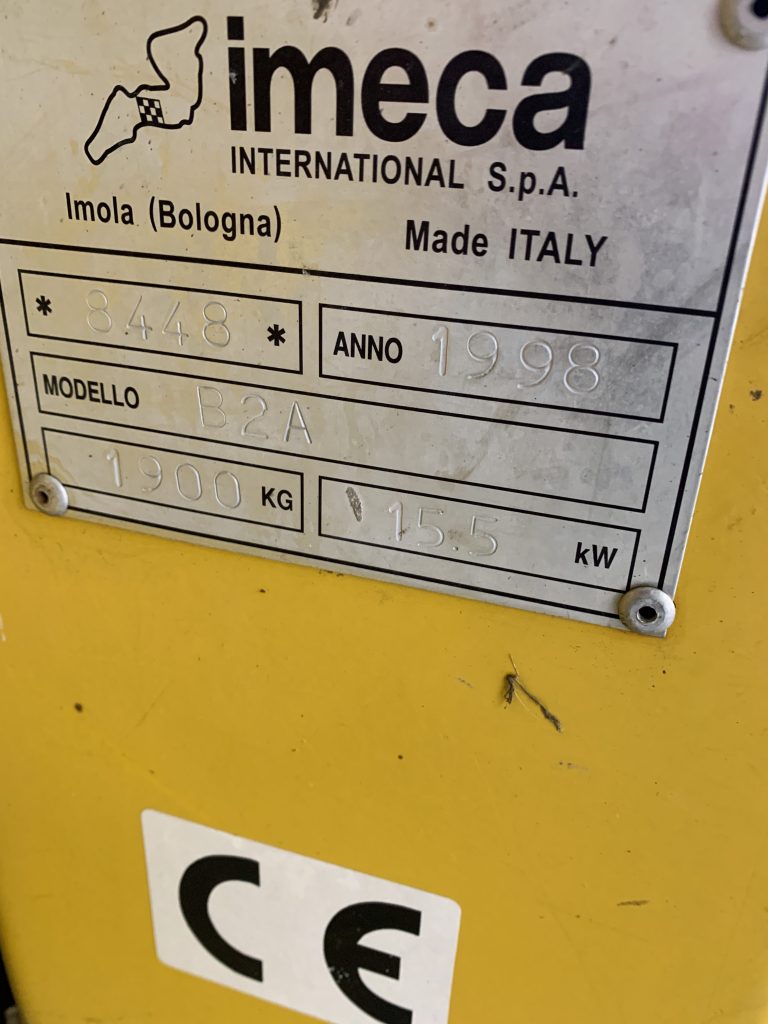 imeca
INTERNATIONAL S.p.A.
Imola (Bologna) Made ITALY
* 8448 * ANNO 1998
MODELLO B2A
1900 KG 15.5 kW
CE